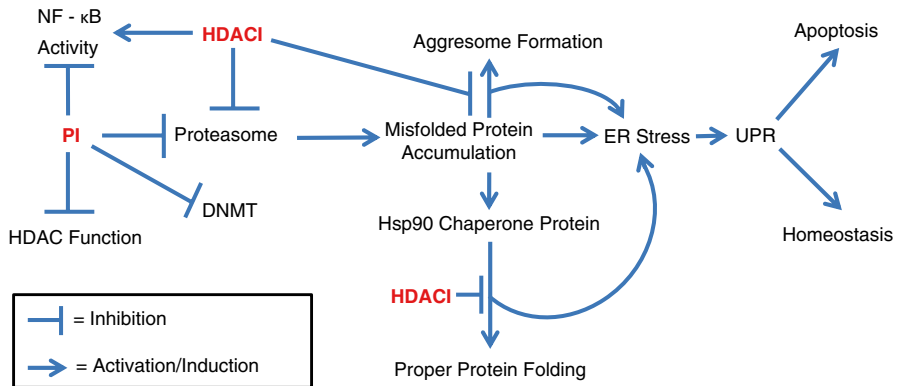 NF - κB
Activity
HDACI
Aggresome Formation
Apoptosis
PI
Proteasome
Misfolded Protein
Accumulation
ER Stress
UPR
DNMT
HDAC Function
Hsp90 Chaperone Protein
Homeostasis
HDACI
= Inhibition
= Activation/Induction
Proper Protein Folding